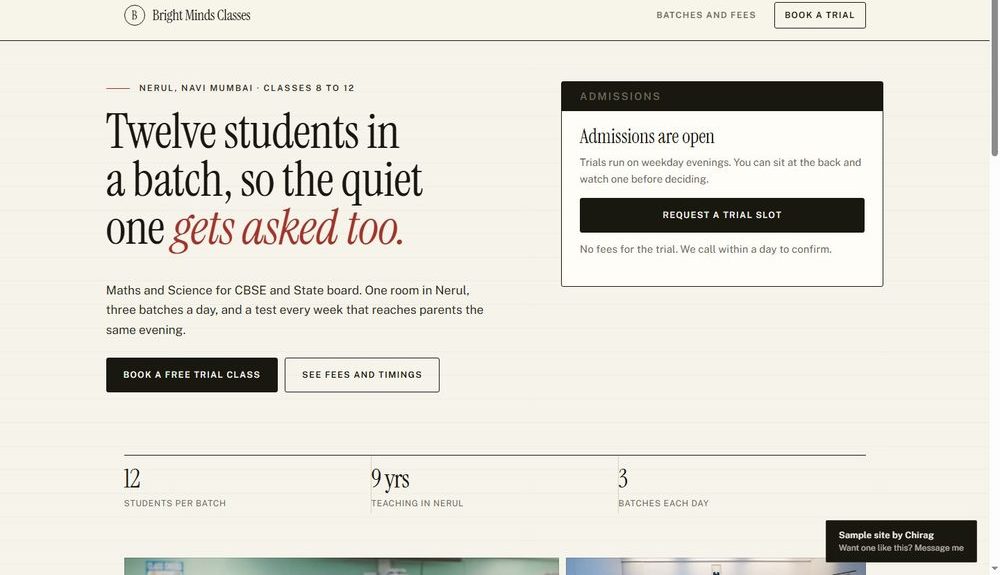 B Bright Minds Classes
BATCHES AND FEES
BOOK A TRIAL
NERUL, NAVI MUMBAI · CLASSES 8 TO 12
Twelve students in
a batch, so the quiet
one gets asked too.
Maths and Science for CBSE and State board. One room in Nerul,
three batches a day, and a test every week that reaches parents the
same evening.
BOOK A FREE TRIAL CLASS
SEE FEES AND TIMINGS
ADMISSIONS
Admissions are open
Trials run on weekday evenings. You can sit at the back and
watch one before deciding.
REQUEST A TRIAL SLOT
No fees for the trial. We call within a day to confirm.
12
STUDENTS PER BATCH
9 yrs
TEACHING IN NERUL
3
BATCHES EACH DAY
Sample site by Chirag
Want one like this? Message me